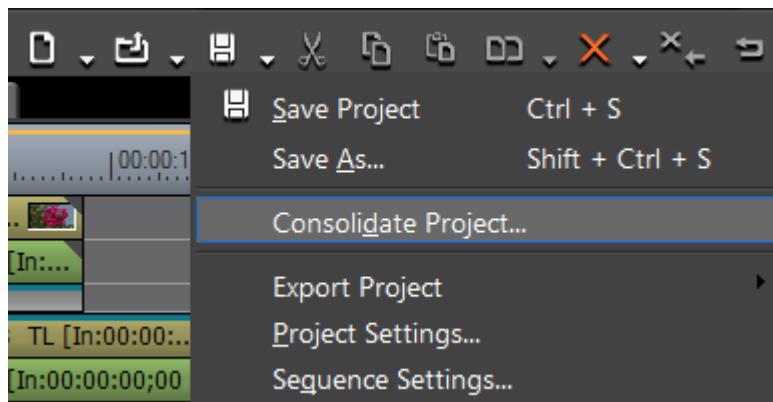 Save Project Ctrl + S
00:00:1
Save As... Shift + Ctrl + S
..
Consolidate Project...
[In:...
Export Project
TL [In:00:00:..
Project Settings...
[In:00:00:00;00
Sequence Settings...